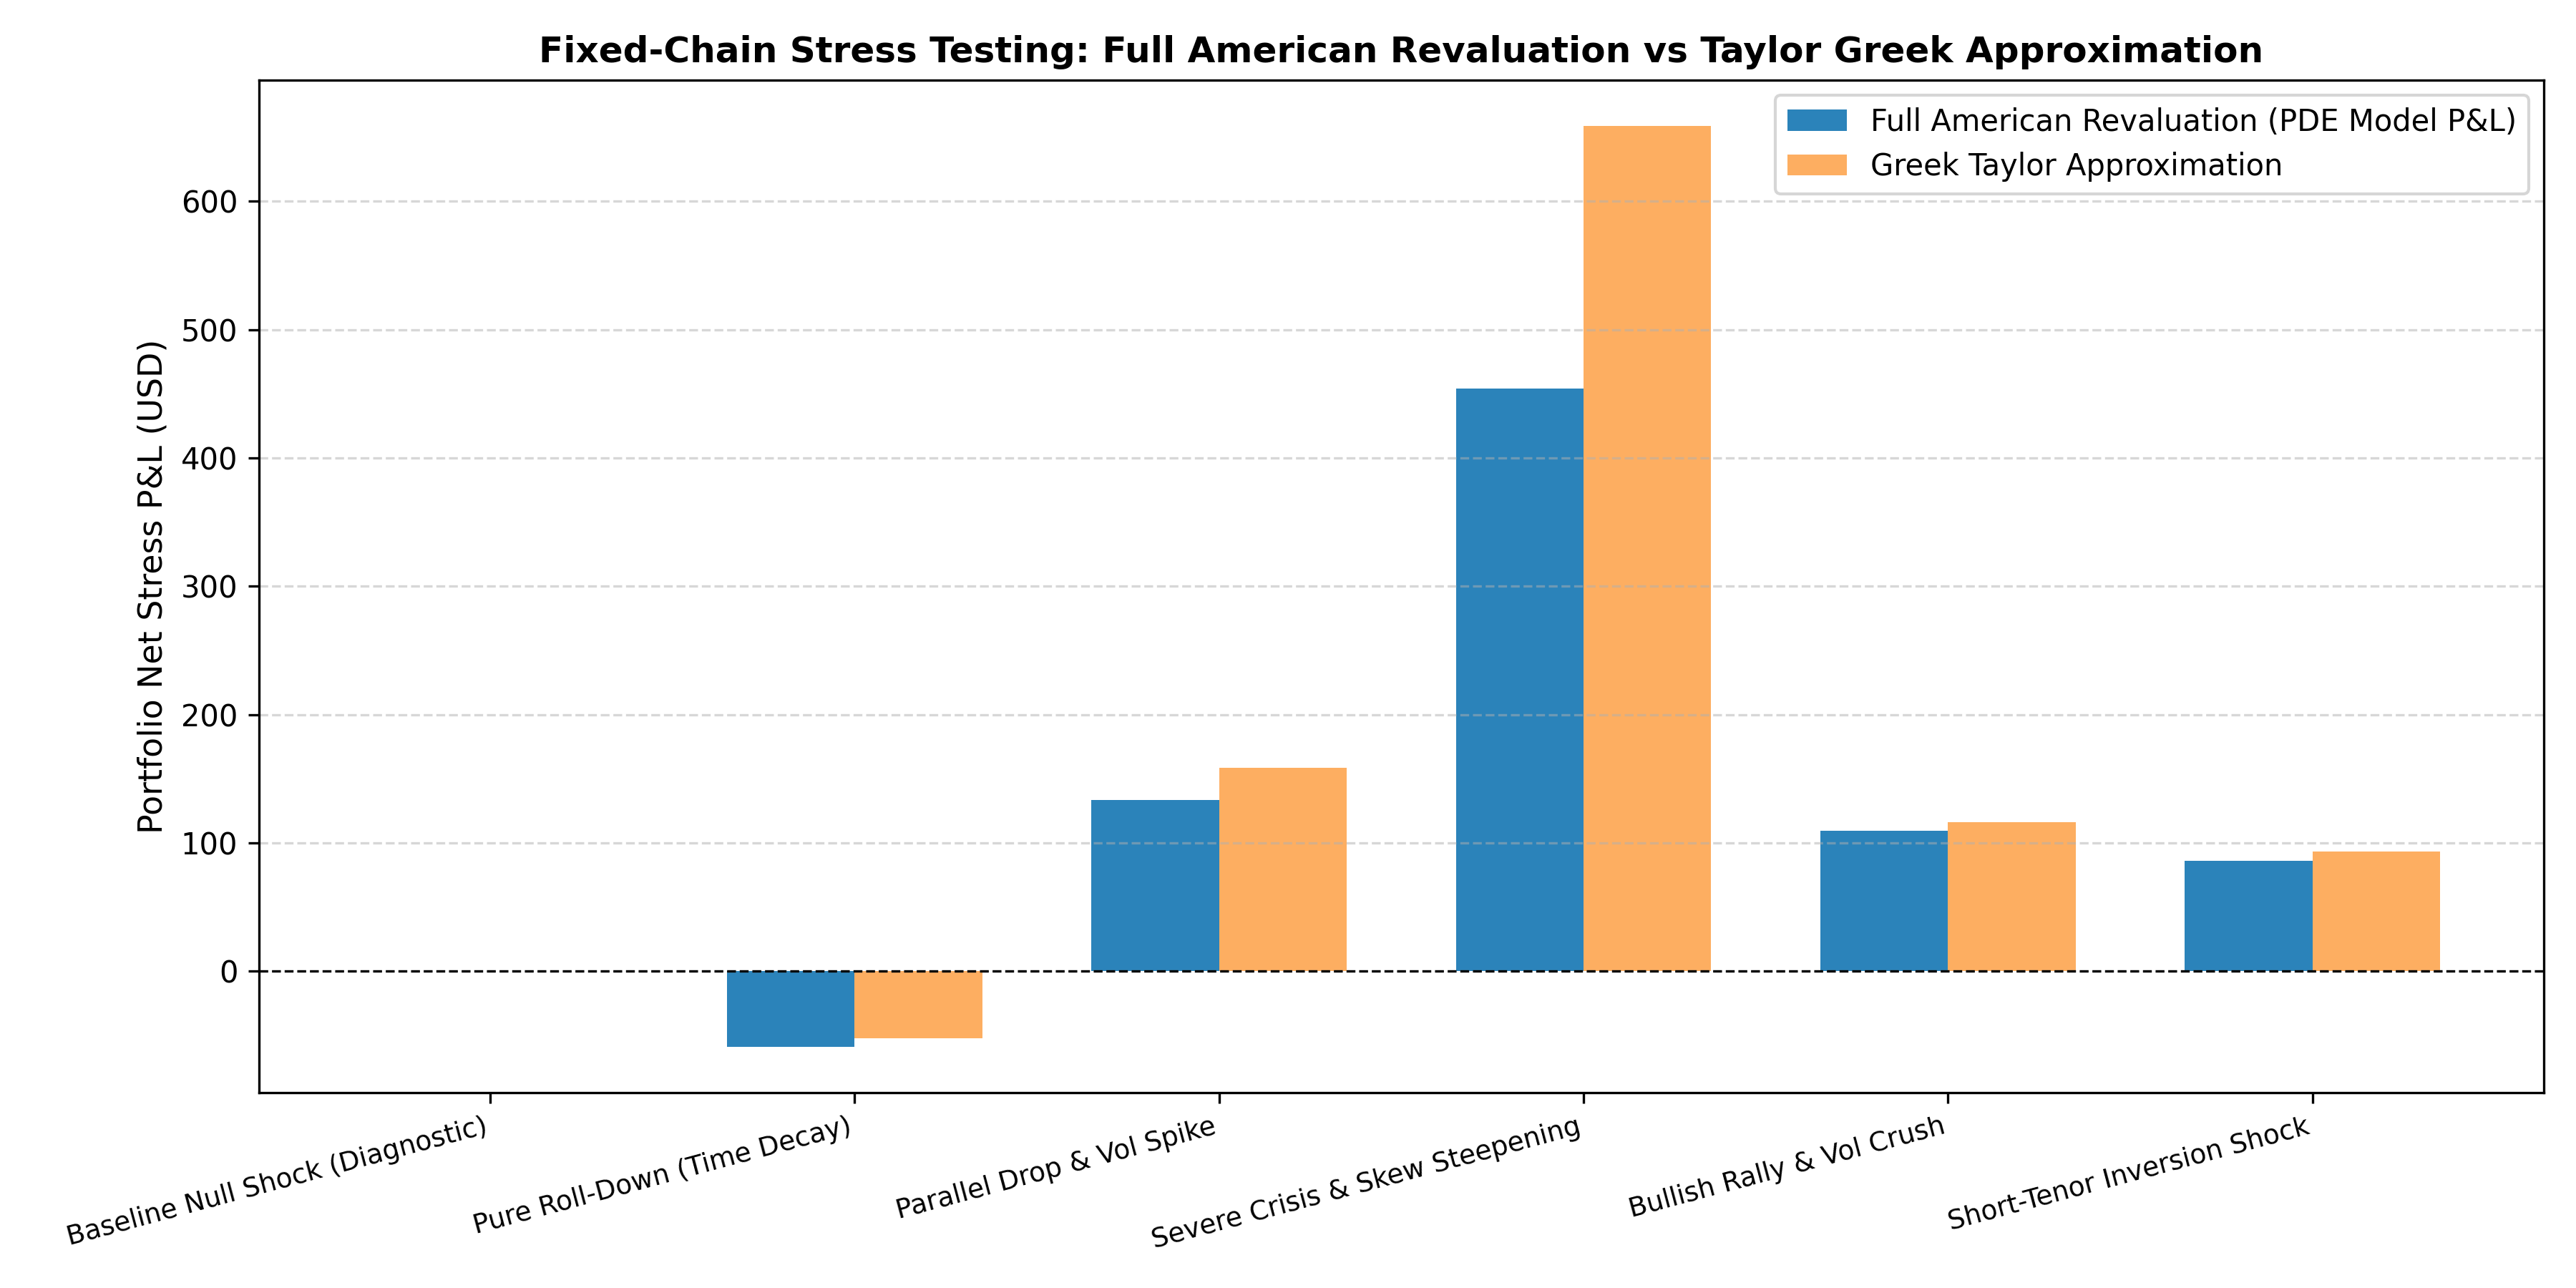 Fixed-Chain Stress Testing: Full American Revaluation vs Taylor Greek Approximation
Full American Revaluation (PDE Model P&L)
Greek Taylor Approximation
Portfolio Net Stress P&L (USD)
600
500
400
300
200
100
0
Baseline Null Shock (Diagnostic)
Pure Roll-Down (Time Decay)
Parallel Drop & Vol Spike
Severe Crisis & Skew Steepening
Bullish Rally & Vol Crush
Short-Tenor Inversion Shock